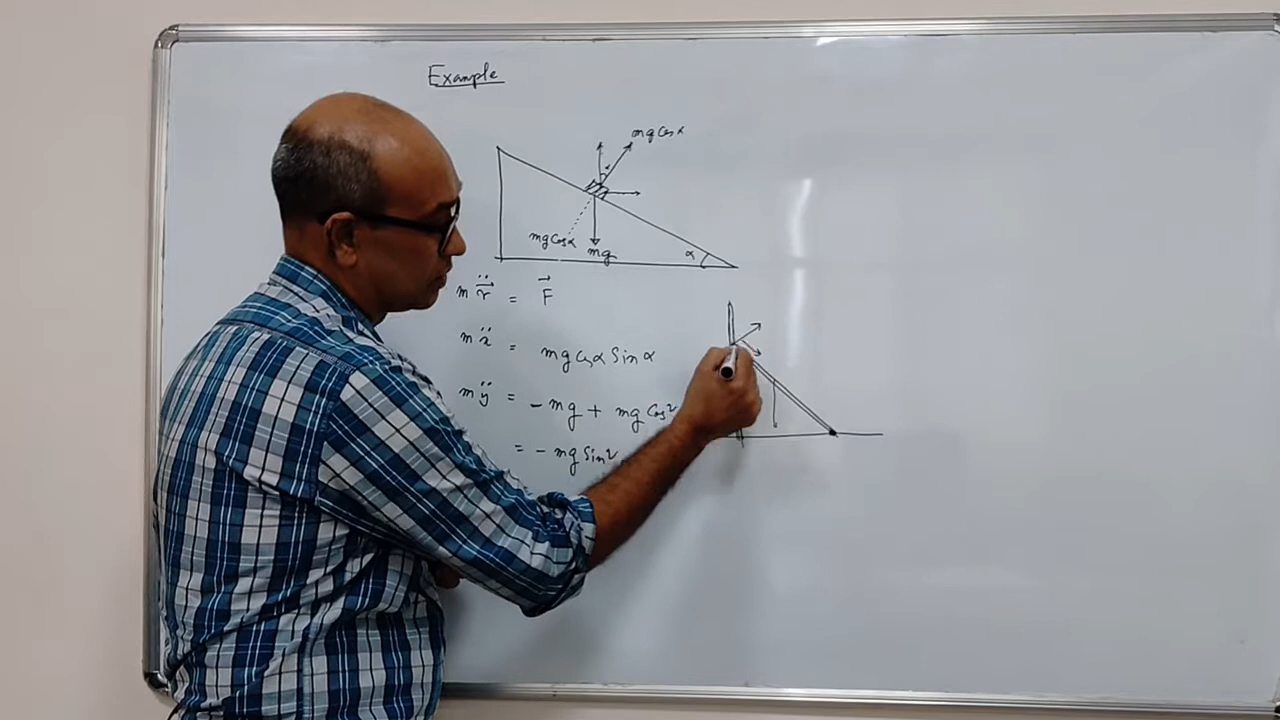 Example
mg Cos α
α
mg Cos α
mg
α
m r̈ = F
m ẍ = mg Cos α Sin α
m ÿ = - mg + mg Cos²
= - mg Sin²